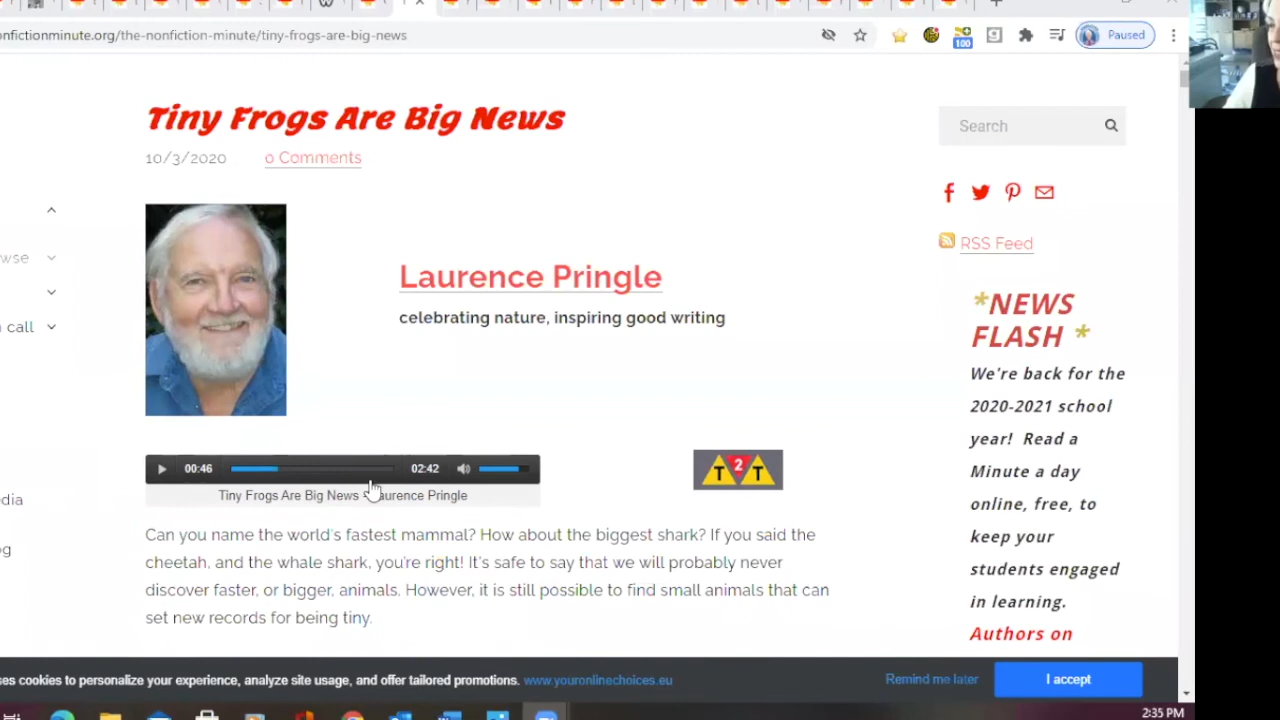 nfictionminute.org/the-nonfiction-minute/tiny-frogs-are-big-news
100
Paused
Tiny Frogs Are Big News
10/3/2020 0 Comments
Search
Laurence Pringle
celebrating nature, inspiring good writing
RSS Feed
*NEWS
FLASH *
We're back for the
2020-2021 school
year! Read a
Minute a day
online, free, to
keep your
students engaged
in learning.
Authors on
wse
call
dia
g
00:46 02:42
T 2 T
Tiny Frogs Are Big News Laurence Pringle
Can you name the world's fastest mammal? How about the biggest shark? If you said the
cheetah, and the whale shark, you're right! It's safe to say that we will probably never
discover faster, or bigger, animals. However, it is still possible to find small animals that can
set new records for being tiny.
es cookies to personalize your experience, analyze site usage, and offer tailored promotions. www.youronlinechoices.eu Remind me later I accept
2:35 PM